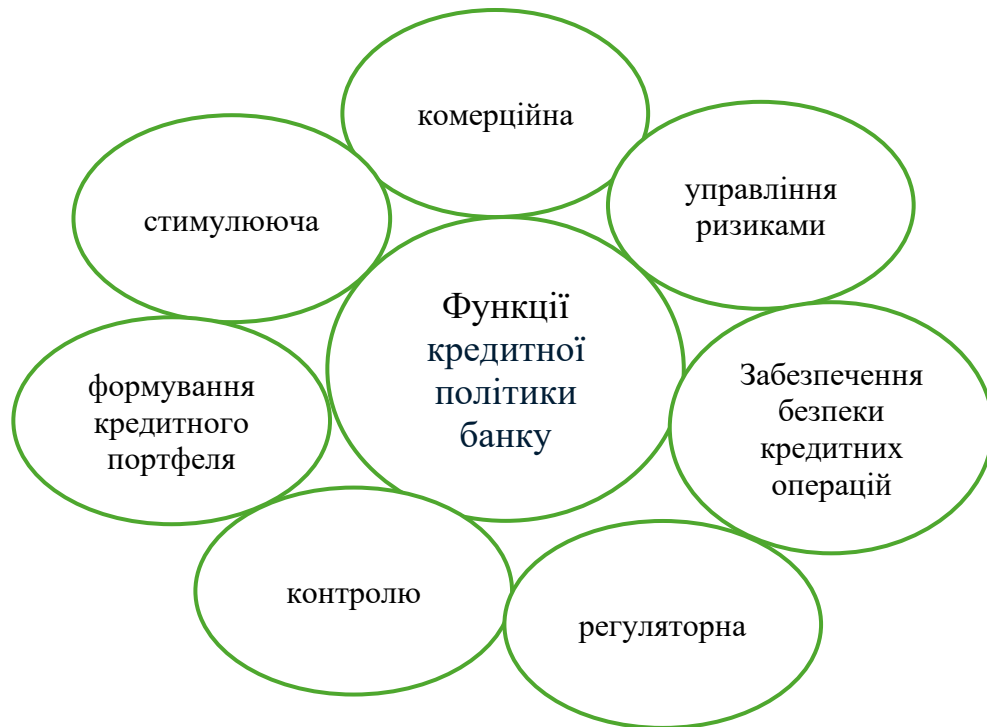 комерційна
управління
ризиками
стимулююча
Функції
кредитної
політики
банку
Забезпечення
безпеки
кредитних
операцій
формування
кредитного
портфеля
контролю
регуляторна